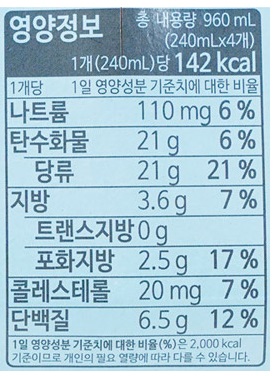 영양정보
총 내용량 960 mL
(240mLx4개)
1개(240mL)당 142 kcal
1개당 1일 영양성분 기준치에 대한 비율
나트륨 110 mg 6 %
탄수화물 21 g 6 %
당류 21 g 21 %
지방 3.6 g 7 %
트랜스지방 0 g
포화지방 2.5 g 17 %
콜레스테롤 20 mg 7 %
단백질 6.5 g 12 %
1일 영양성분 기준치에 대한 비율(%)은 2,000 kcal
기준이므로 개인의 필요 열량에 따라 다를 수 있습니다.